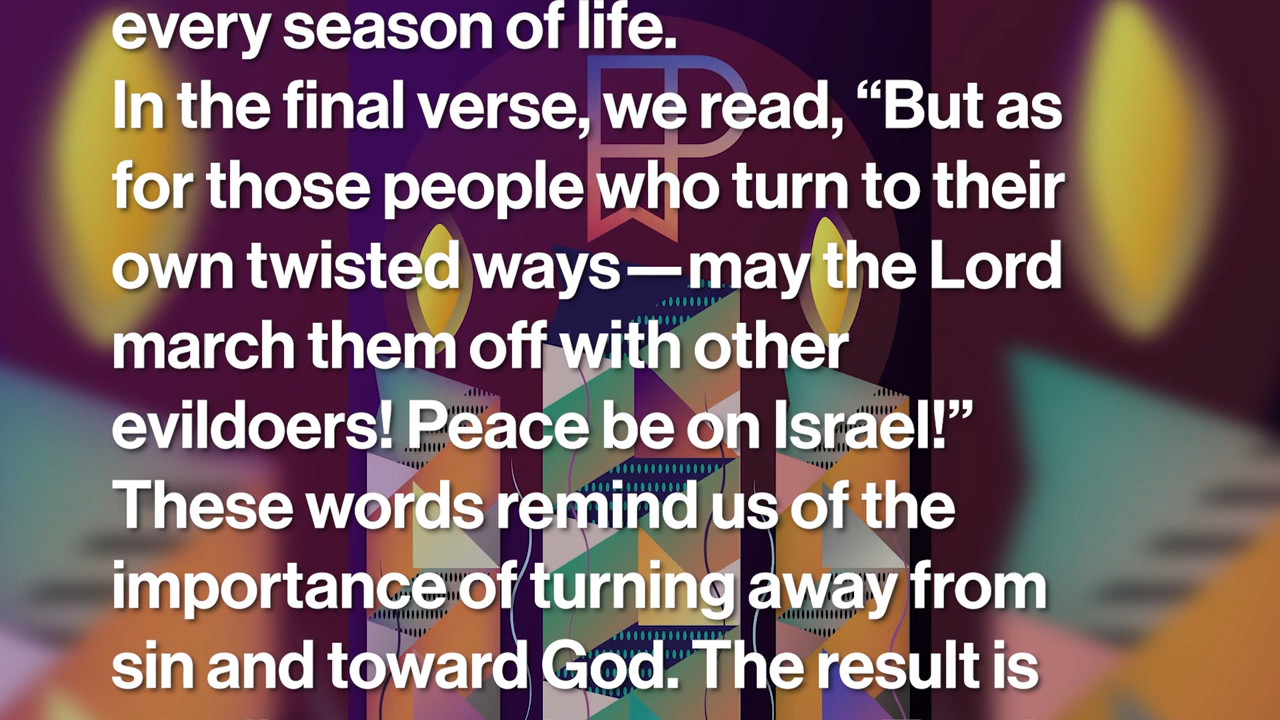 every season of life.
In the final verse, we read, “But as
for those people who turn to their
own twisted ways—may the Lord
march them off with other
evildoers! Peace be on Israel!”
These words remind us of the
importance of turning away from
sin and toward God. The result is